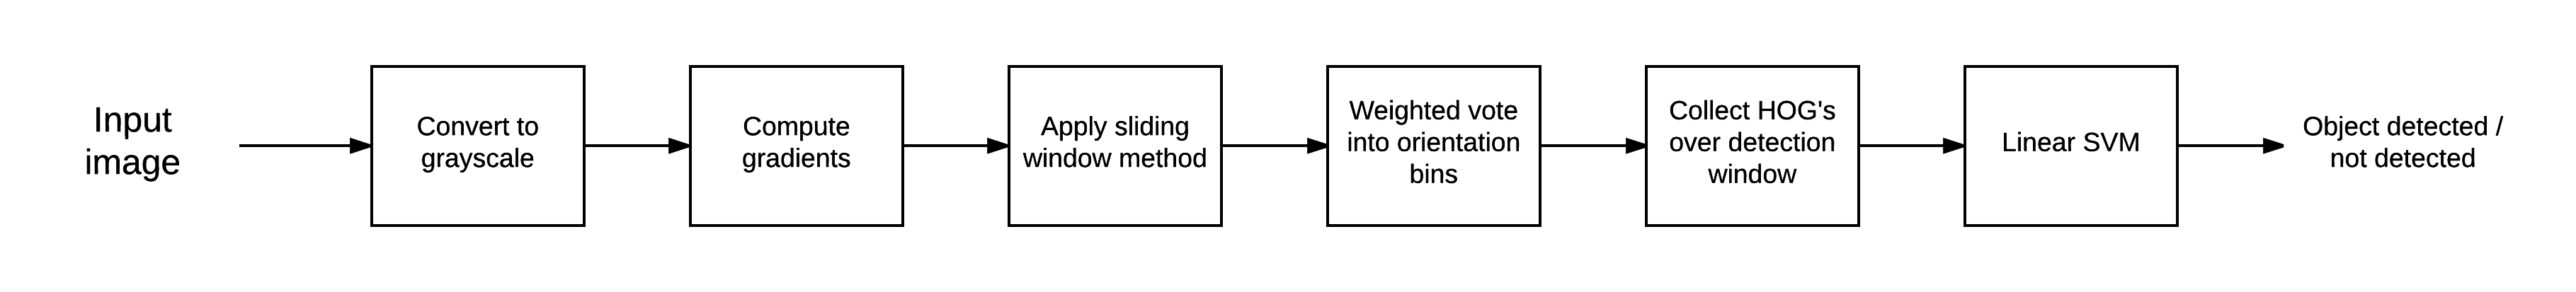 Input
image
Convert to
grayscale
Compute
gradients
Apply sliding
window method
Weighted vote
into orientation
bins
Collect HOG's
over detection
window
Linear SVM
Object detected /
not detected